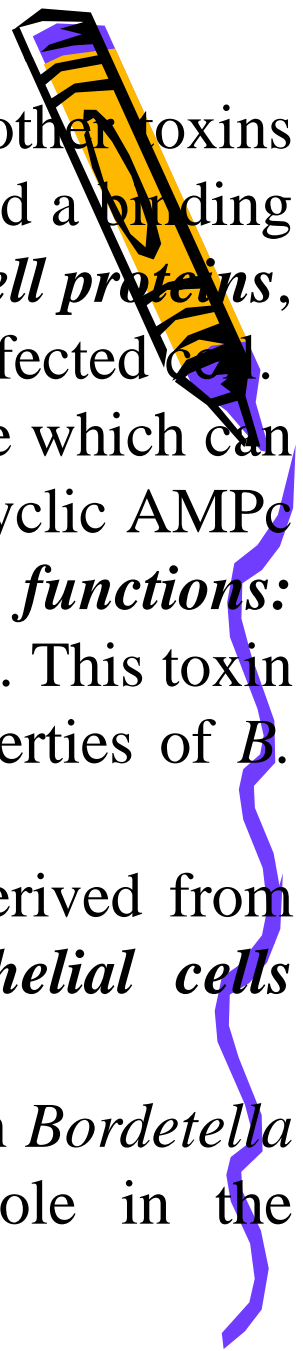 other toxins
d a binding
ell proteins,
fected cell.
e which can
yclic AMPc
functions:
. This toxin
erties of B.
erived from
helial cells
n Bordetella
ole in the